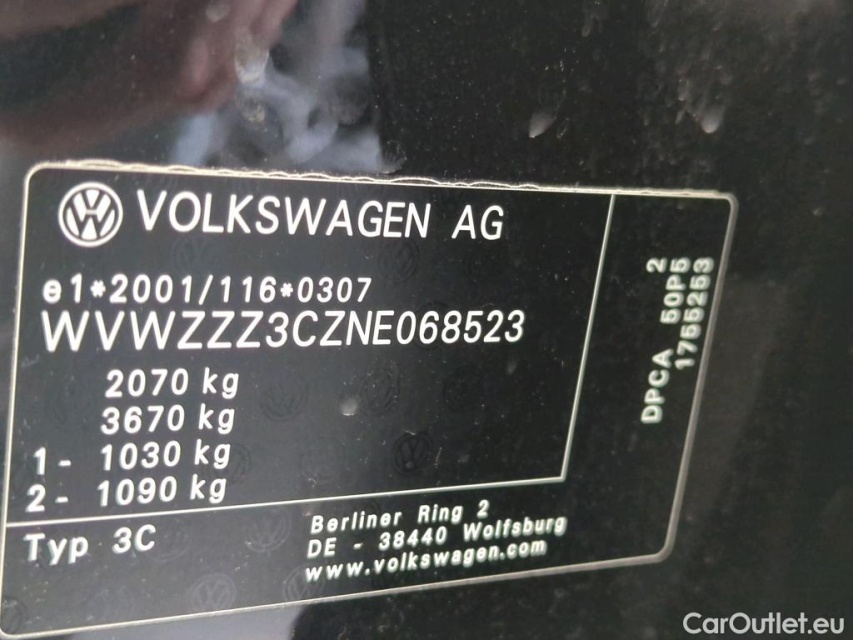 VOLKSWAGEN AG
e1*2001/116*0307
WVWZZZ3CZNE068523
2070 kg
3670 kg
1 - 1030 kg
2 - 1090 kg
Typ 3C
Berliner Ring 2
DE - 38440 Wolfsburg
www.volkswagen.com
2
DPCA 50P5
1755253
CarOutlet.eu